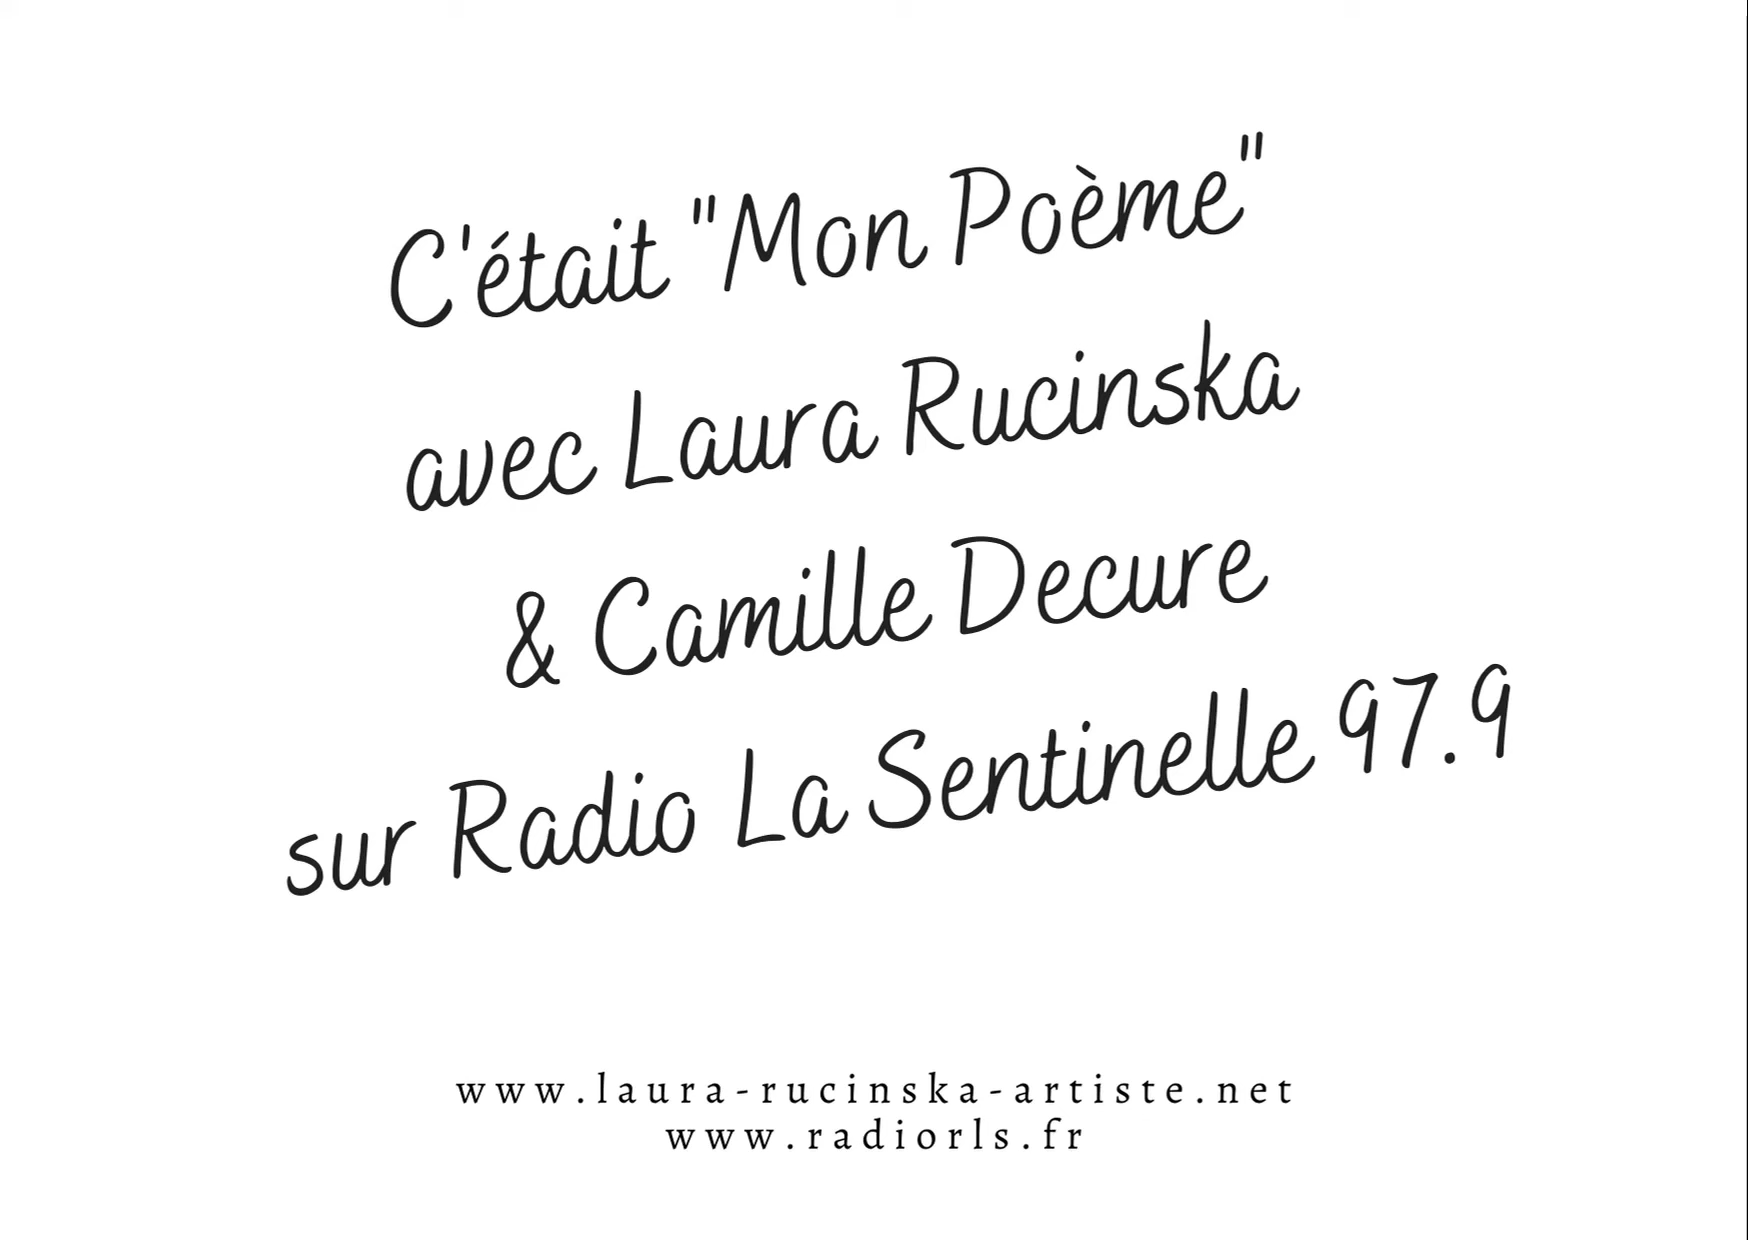 C'était "Mon Poème"
avec Laura Rucinska
& Camille Decure
sur Radio La Sentinelle 97.9
www.laura-rucinska-artiste.net
www.radiorls.fr